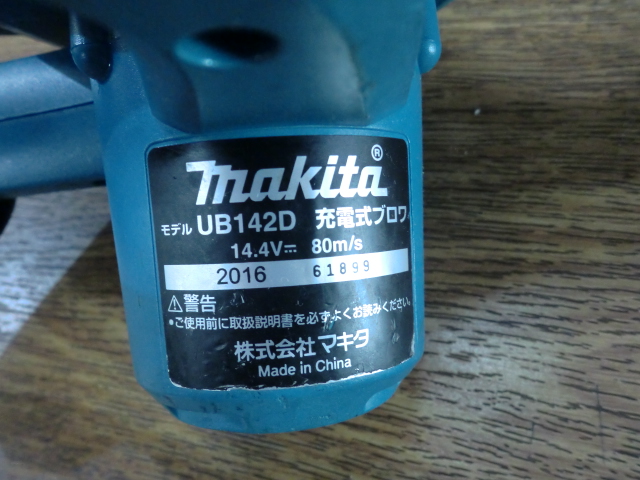 makita®
モデル UB142D 充電式ブロワ
14.4V⎓ 80m/s
2016 61899
⚠警告
•ご使用前に取扱説明書を必ずよくお読みください。
株式会社マキタ
Made in China